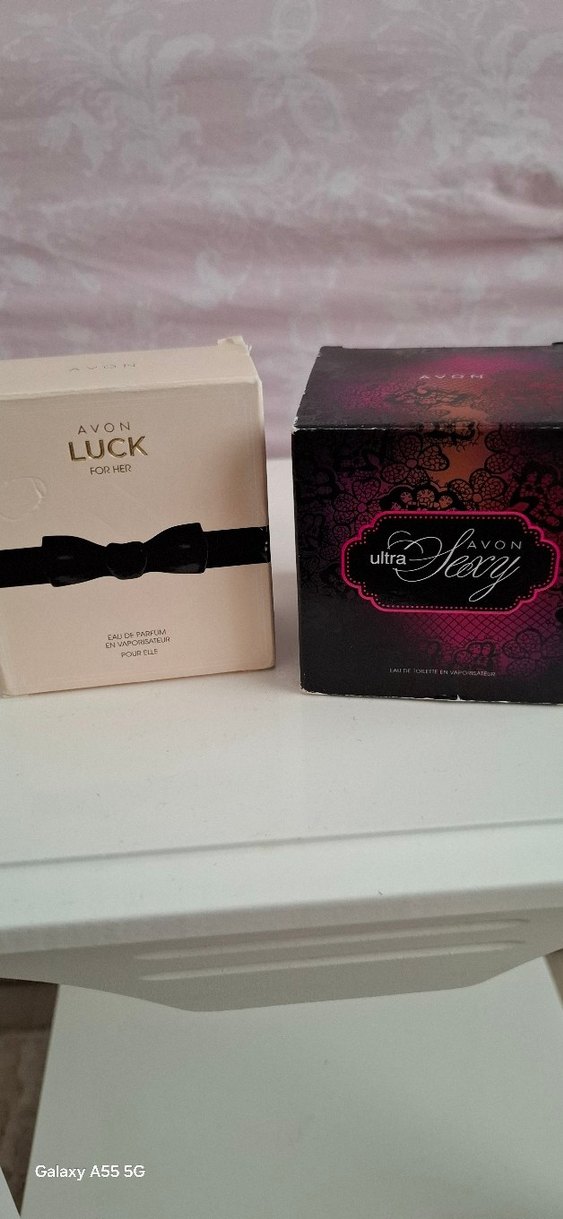 AVON
AVON
LUCK
FOR HER
EAU DE PARFUM
EN VAPORISATEUR
POUR ELLE
AVON
AVON
ultra Sexy
EAU DE TOILETTE EN VAPORISATEUR
Galaxy A55 5G